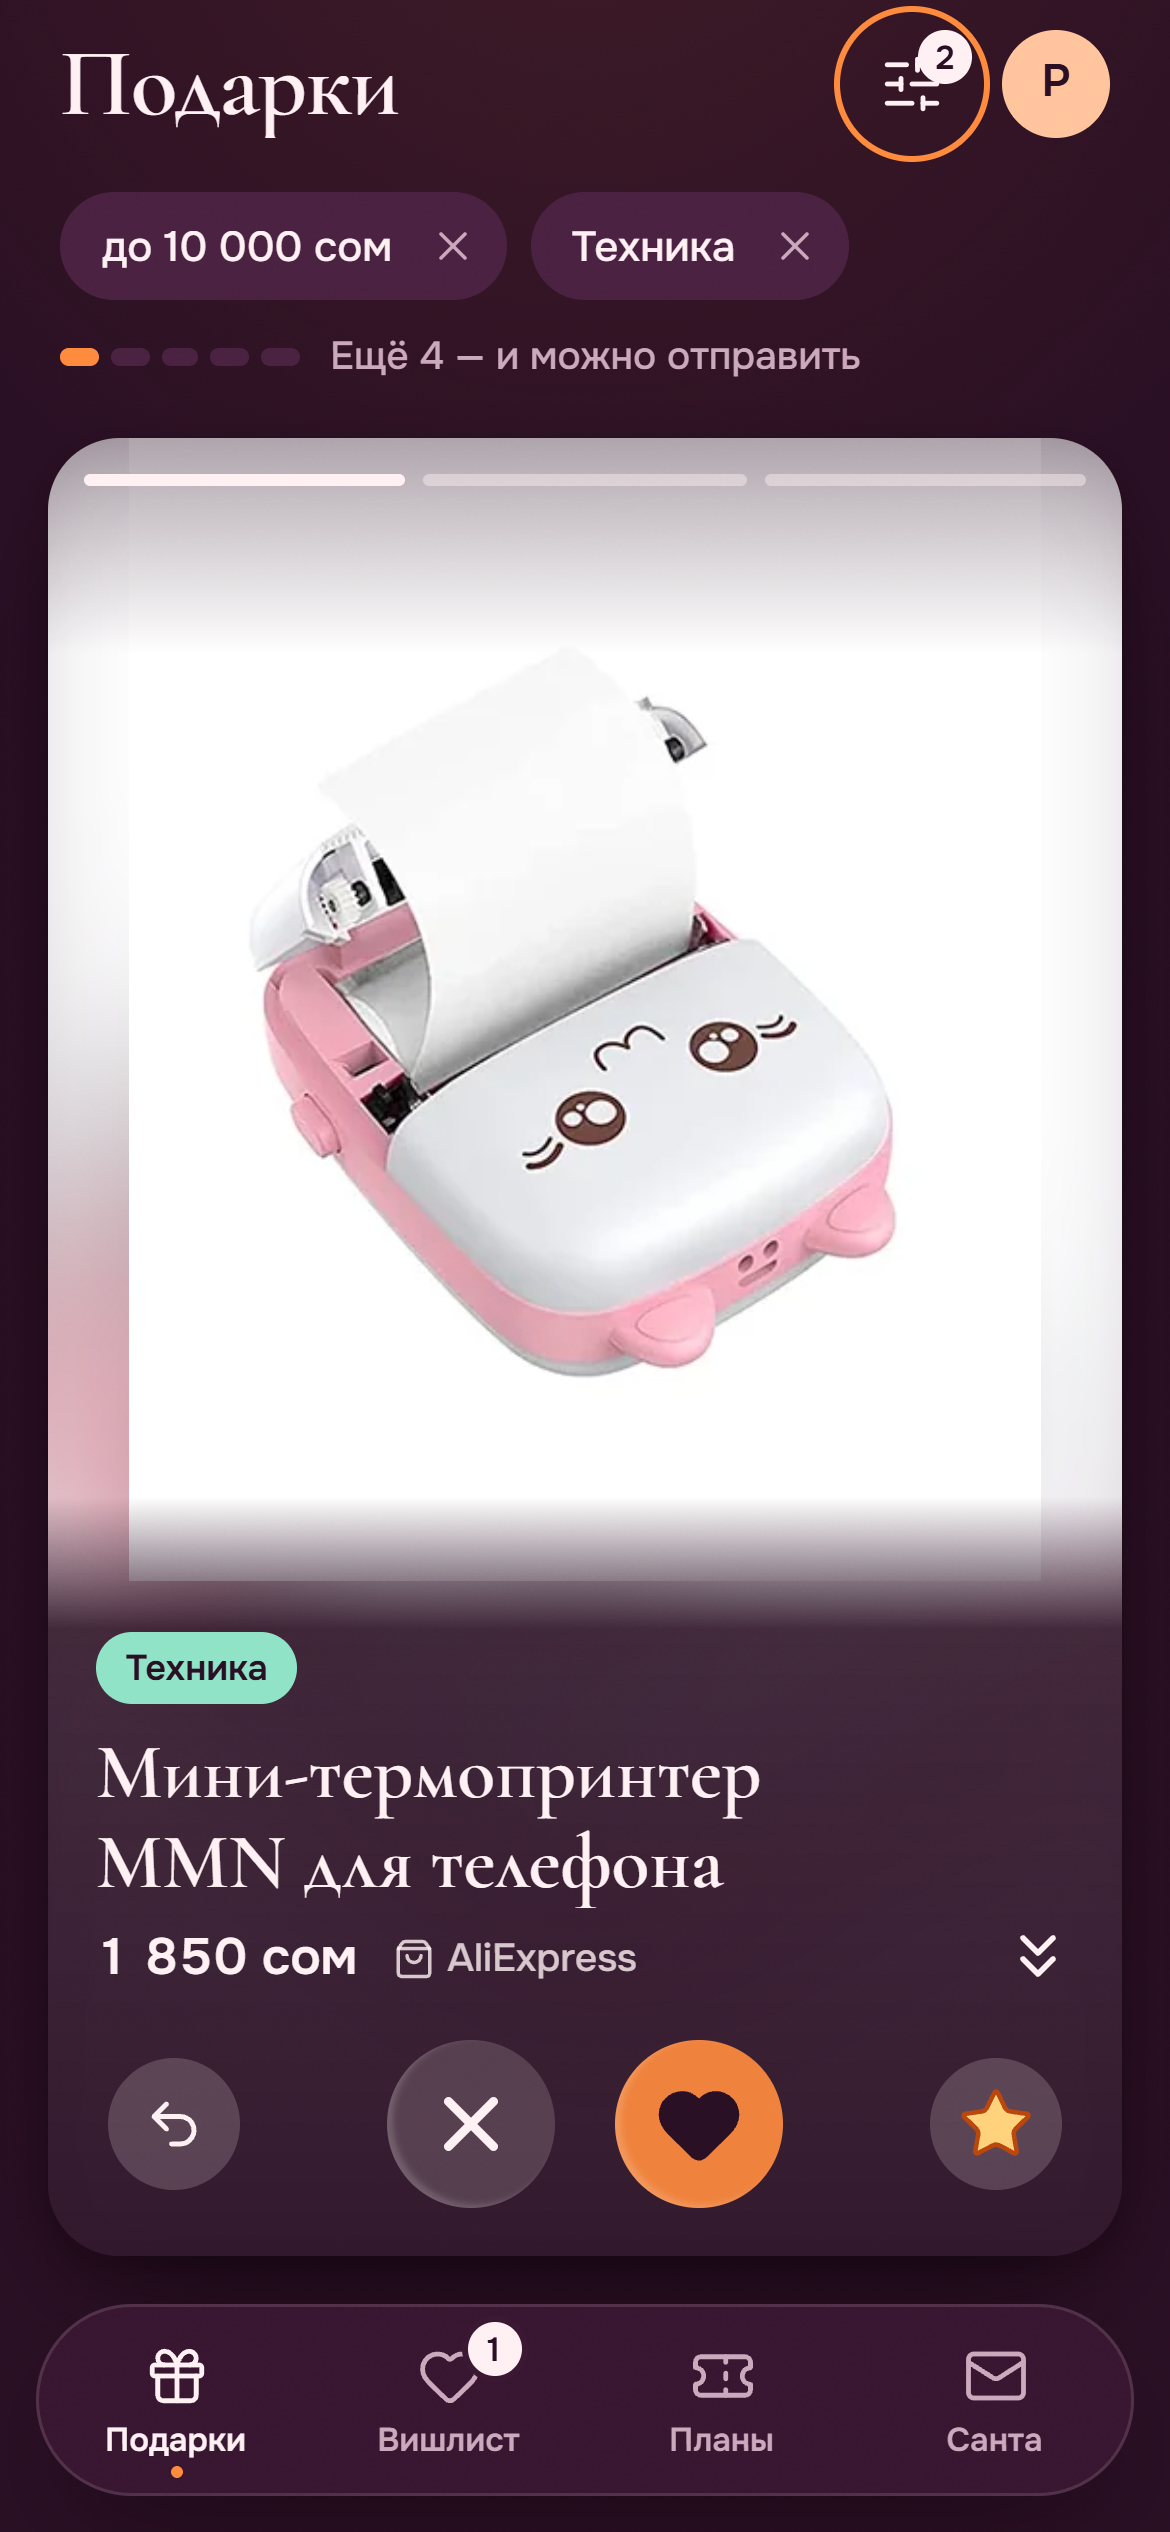 Подарки
2
P
до 10 000 сом
Техника
Ещё 4 — и можно отправить
Техника
Мини-термопринтер
MMN для телефона
1 850 сом
AliExpress
1
Подарки
Вишлист
Планы
Санта